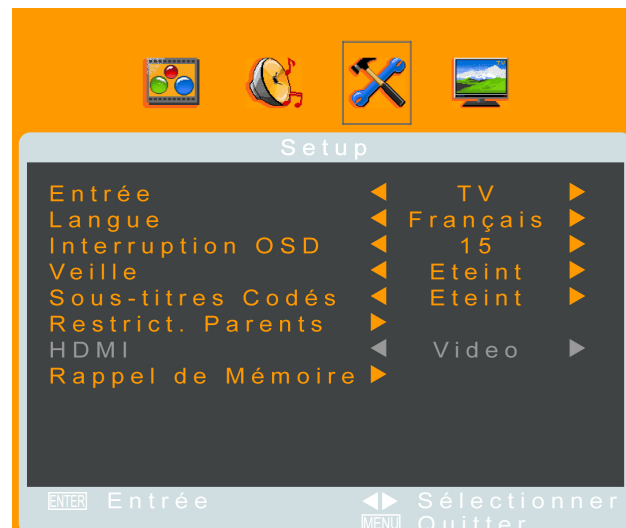 TV
Setup
Entrée TV
Langue Français
Interruption OSD 15
Veille Eteint
Sous-titres Codés Eteint
Restrict. Parents
HDMI Video
Rappel de Mémoire
ENTER Entrée Sélectionner
MENU Quitter